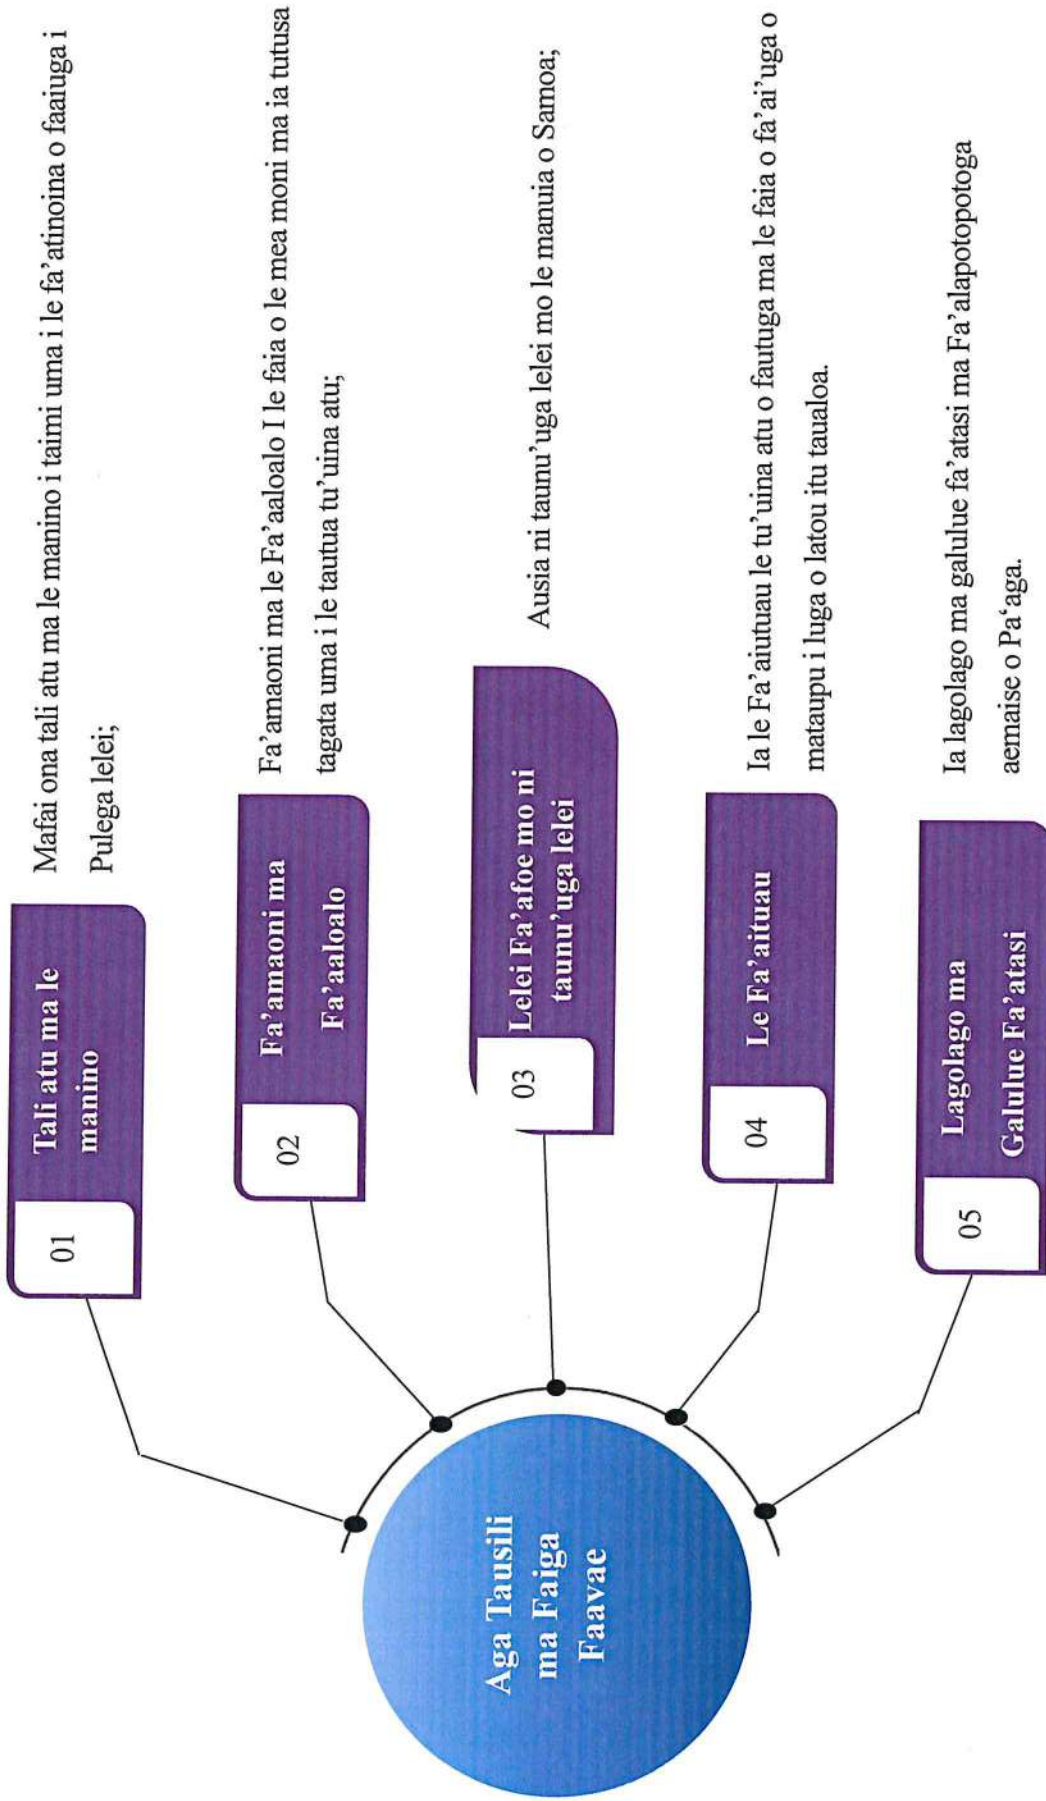 Aga Tausili
ma Faiga
Faavae
01
Tali atu ma le
manino
Mafai ona tali atu ma le manino i taimi uma i le fa’atinoina o faaiuga i
Pulega lelei;
02
Fa’amaoni ma
Fa’aaloalo
Fa’amaoni ma le Fa’aaloalo I le faia o le mea moni ma ia tutusa
tagata uma i le tautua tu’uina atu;
03
Lelei Fa’afoe mo ni
taunu’uga lelei
Ausia ni taunu’uga lelei mo le manuia o Samoa;
04
Le Fa’aituau
Ia le Fa’aiutuau le tu’uina atu o fautuga ma le faia o fa’ai’uga o
mataupu i luga o latou itu taualoa.
05
Lagolago ma
Galulue Fa’atasi
Ia lagolago ma galulue fa’atasi ma Fa’alapotopotoga
aemaise o Pa‘aga.